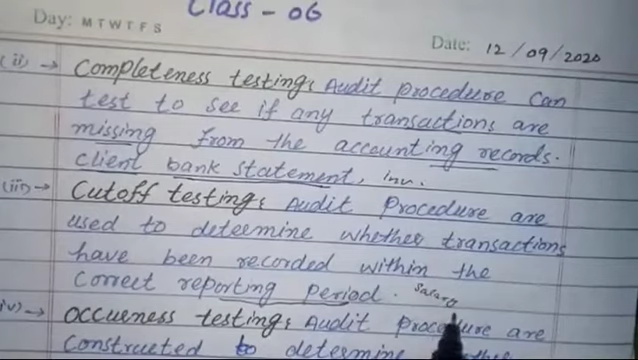 Class - 06
Day: M T W T F S
Date: 12/09/2020
(ii) → Completeness testing: Audit procedure can
test to see if any transactions are
missing from the accounting records.
client bank statement, inv.
(iii) → Cutoff testing: Audit Procedure are
used to determine whether transactions
have been recorded within the
correct reporting period.
iv) → Occurness testing: Audit procedure are
constructed to determine